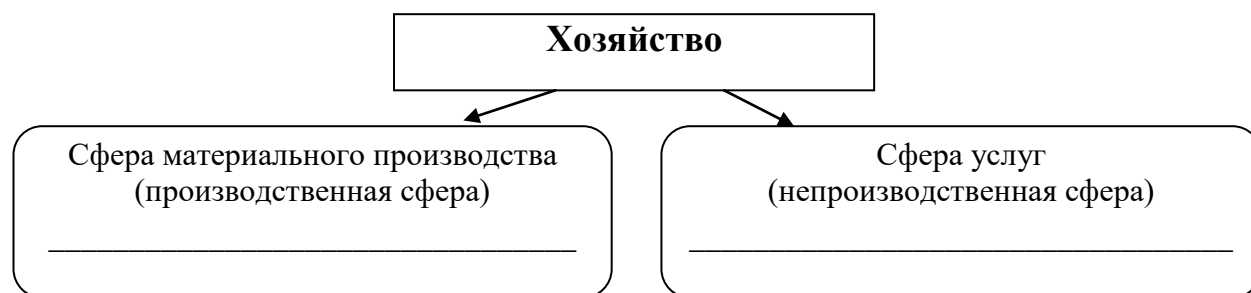 Хозяйство
Сфера материального производства
(производственная сфера)
Сфера услуг
(непроизводственная сфера)